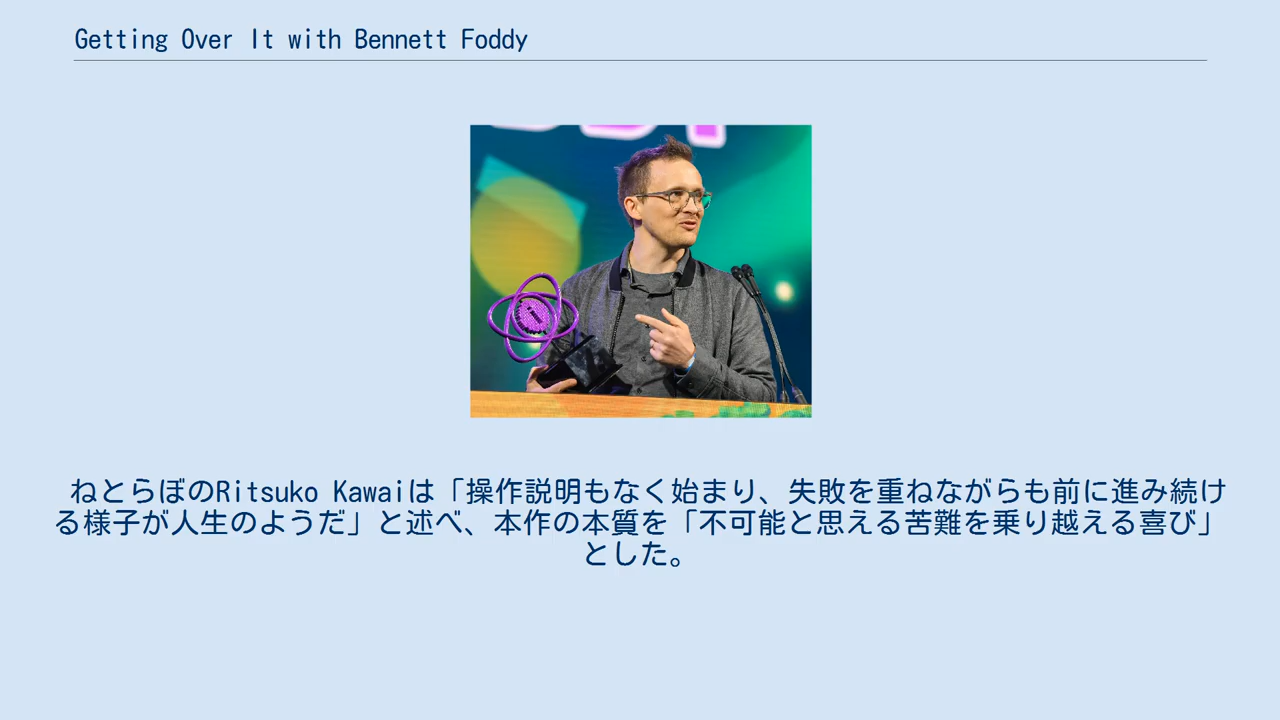 Getting Over It with Bennett Foddy
ねとらぼのRitsuko Kawaiは「操作説明もなく始まり、失敗を重ねながらも前に進み続け
る様子が人生のようだ」と述べ、本作の本質を「不可能と思える苦難を乗り越える喜び」
とした。